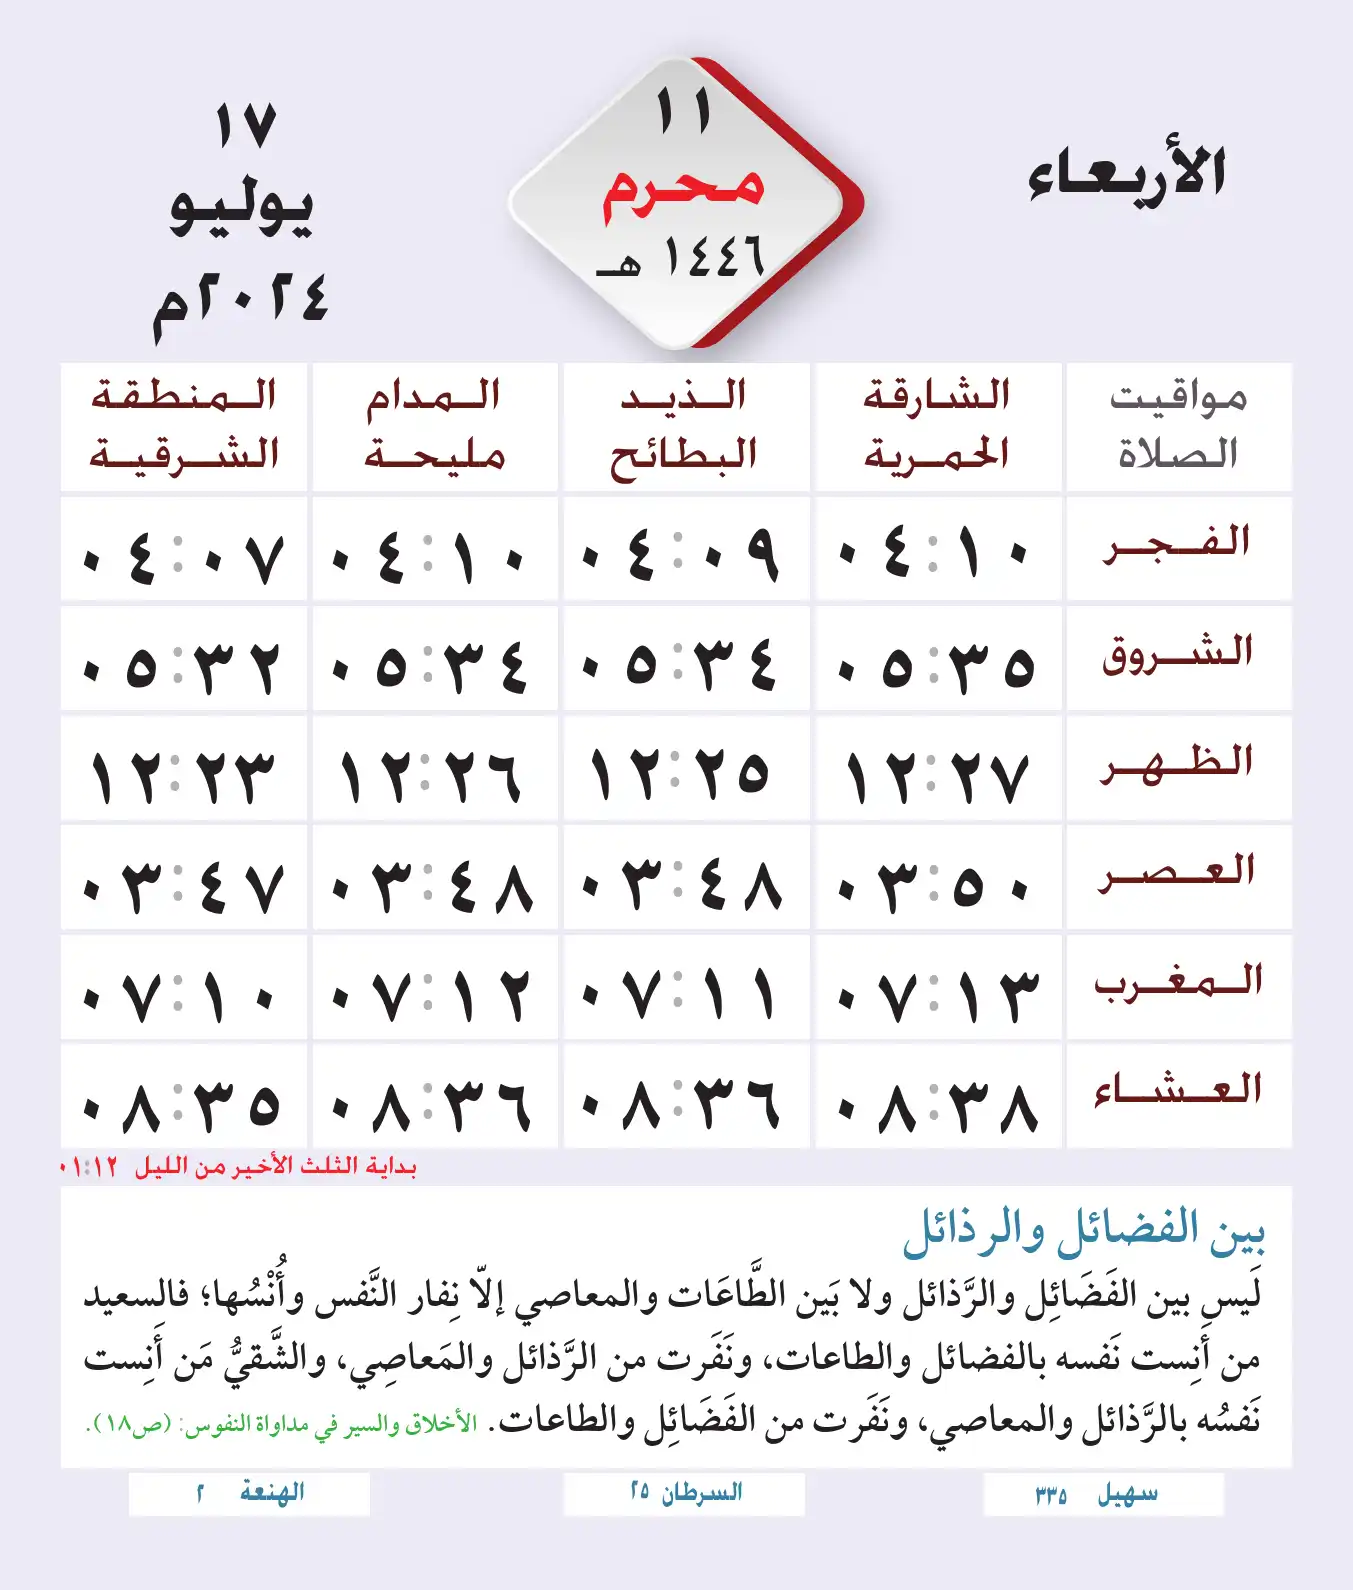 الأربعاء
١١
محرم
١٤٤٦ هـ
١٧
يوليو
٢٠٢٤م
مواقيت الصلاة | الشارقة الحمرية | الذيد البطائح | المدام مليحة | المنطقة الشرقية
الفجر ٠٤:١٠ ٠٤:٠٩ ٠٤:١٠ ٠٤:٠٧
الشروق ٠٥:٣٥ ٠٥:٣٤ ٠٥:٣٤ ٠٥:٣٢
الظهر ١٢:٢٧ ١٢:٢٥ ١٢:٢٦ ١٢:٢٣
العصر ٠٣:٥٠ ٠٣:٤٨ ٠٣:٤٨ ٠٣:٤٧
المغرب ٠٧:١٣ ٠٧:١١ ٠٧:١٢ ٠٧:١٠
العشاء ٠٨:٣٨ ٠٨:٣٦ ٠٨:٣٦ ٠٨:٣٥
بداية الثلث الأخير من الليل ٠١:١٢
بين الفضائل والرذائل
لَيس بين الفَضَائِل والرَّذائل ولا بَين الطَّاعَات والمعاصي إلاّ نِفار النَّفس وأُنْسُها؛ فالسعيد
من أَنِست نَفسه بالفضائل والطاعات، ونَفَرت من الرَّذائل والمَعاصِي، والشَّقيُّ مَن أَنِست
نَفسُه بالرَّذائل والمعاصي، ونَفَرت من الفَضَائِل والطاعات. الأخلاق والسير في مداواة النفوس: (ص١٨).
سهيل ٣٣٥
السرطان ٢٥
الهنعة ٢